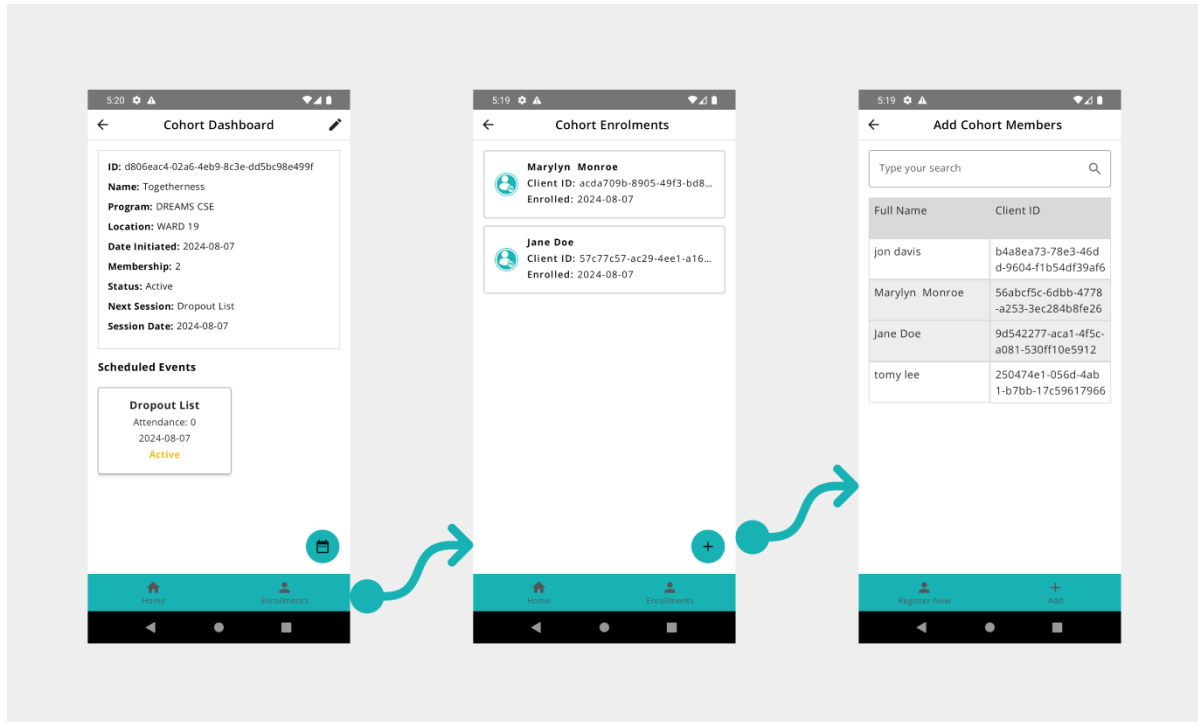 5:20
Cohort Dashboard
ID: d806eac4-02a6-4eb9-8c3e-dd5bc98e499f
Name: Togetherness
Program: DREAMS CSE
Location: WARD 19
Date Initiated: 2024-08-07
Membership: 2
Status: Active
Next Session: Dropout List
Session Date: 2024-08-07
Scheduled Events
Dropout List
Attendance: 0
2024-08-07
Active
Home
Enrollments
5:19
Cohort Enrolments
Marylyn Monroe
Client ID: acda709b-8905-49f3-bd8...
Enrolled: 2024-08-07
Jane Doe
Client ID: 57c77c57-ac29-4ee1-a16...
Enrolled: 2024-08-07
Home
Enrollments
5:19
Add Cohort Members
Type your search
Full Name
Client ID
jon davis
b4a8ea73-78e3-46d
d-9604-f1b54df39af6
Marylyn Monroe
56abcf5c-6dbb-4778
-a253-3ec284b8fe26
Jane Doe
9d542277-aca1-4f5c-
a081-530ff10e5912
tomy lee
250474e1-056d-4ab
1-b7bb-17c59617966
Register New
Add